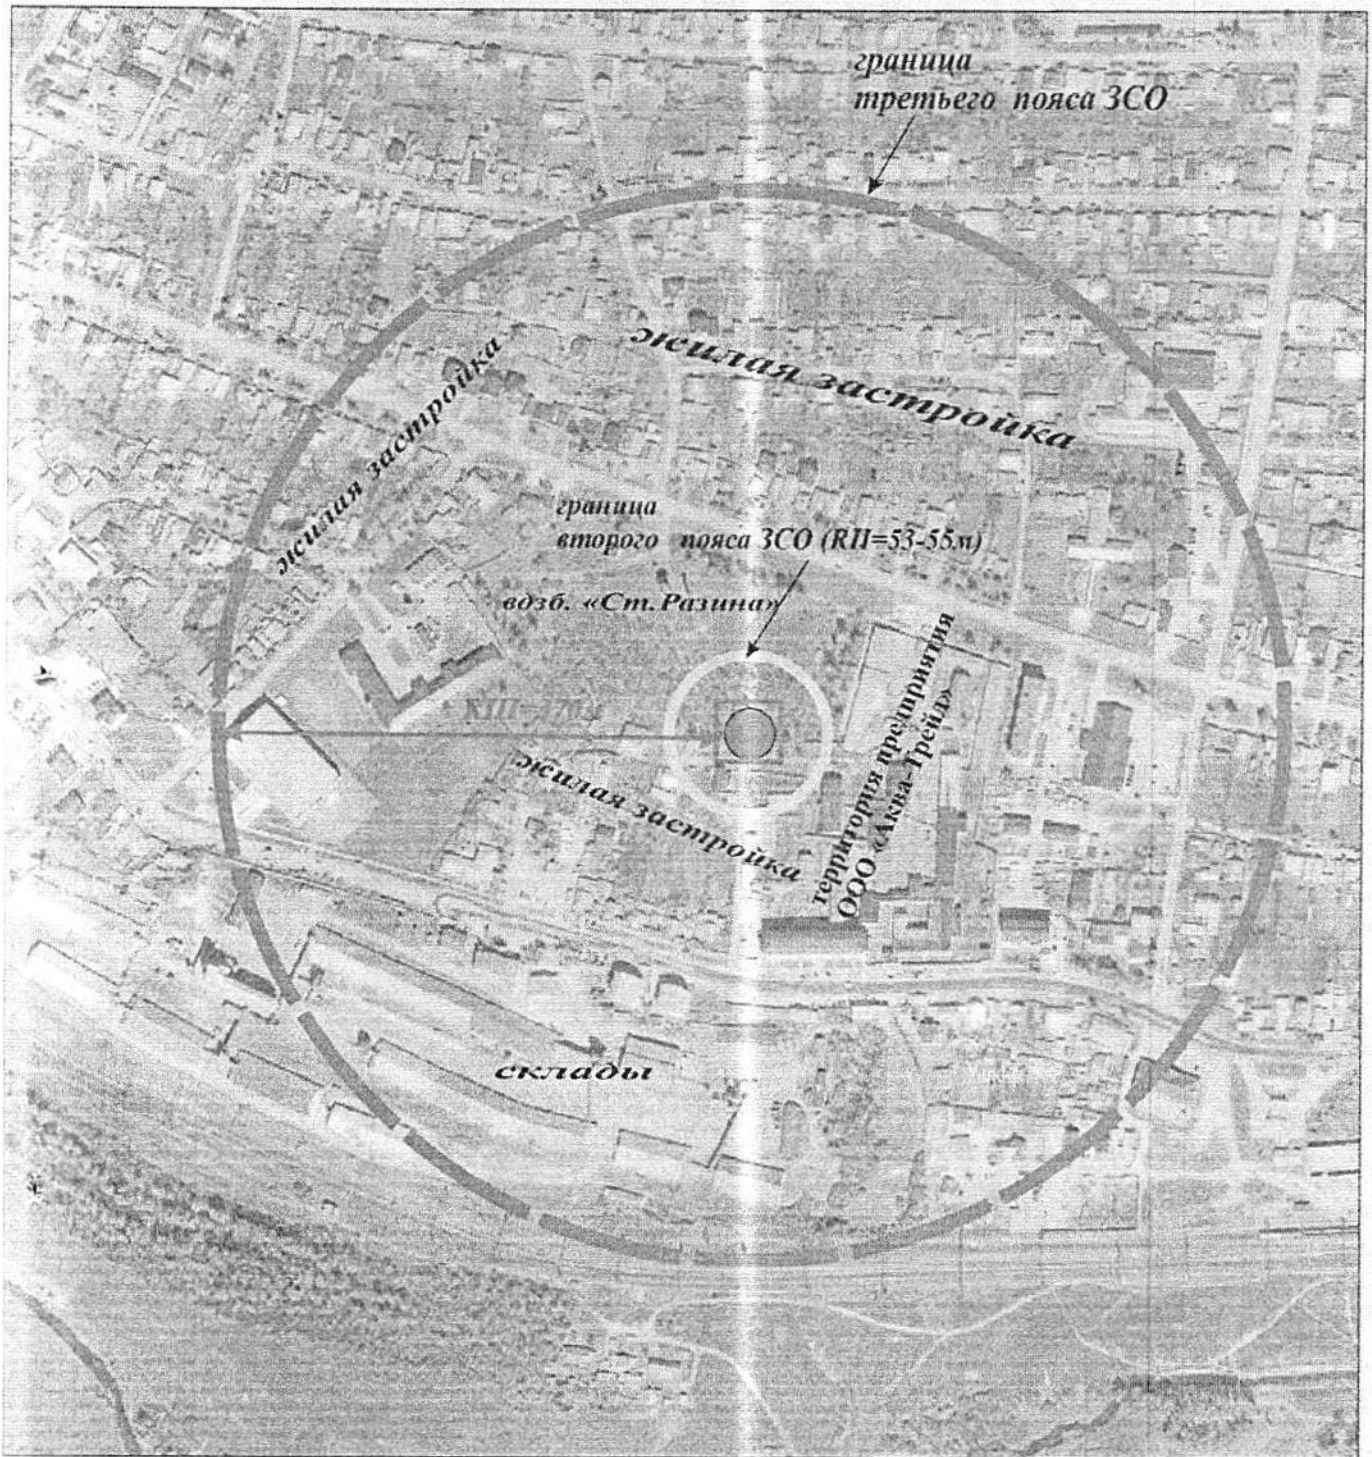 граница
третьего пояса ЗСО
жилая застройка
жилая застройка
граница
второго пояса ЗСО (RII=53-55м)
вдзб. «Ст.Разина»
жилая застройка
территория предприятия
ООО «Аква-Трейд»
склады